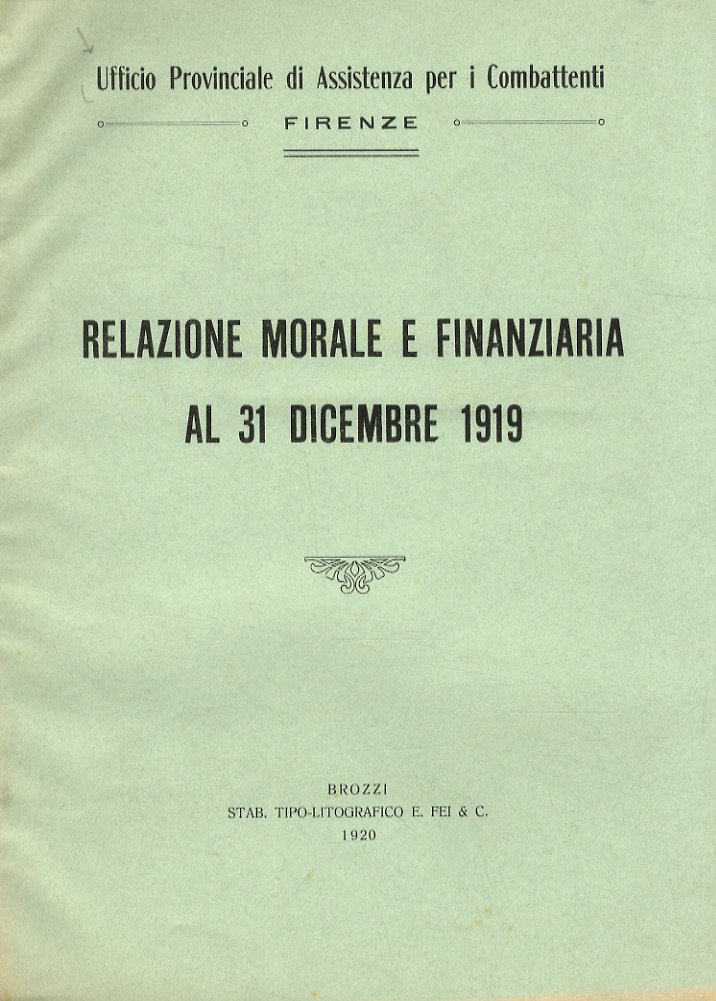 Ufficio Provinciale di Assistenza per i Combattenti
FIRENZE
RELAZIONE MORALE E FINANZIARIA
AL 31 DICEMBRE 1919
BROZZI
STAB. TIPO-LITOGRAFICO E. FEI & C.
1920